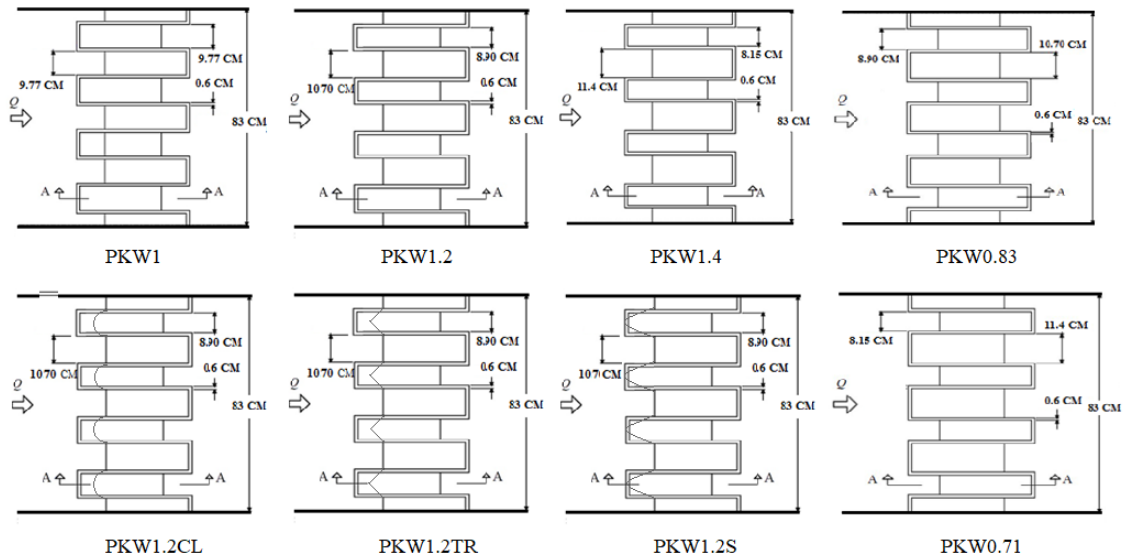 9.77 CM
9.77 CM
0.6 CM
Q
83 CM
A
A
PKW1
8.90 CM
1070 CM
0.6 CM
Q
83 CM
A
A
PKW1.2
8.15 CM
11.4 CM
0.6 CM
Q
83 CM
A
A
PKW1.4
8.90 CM
10.70 CM
0.6 CM
Q
83 CM
A
A
PKW0.83
8.90 CM
1070 CM
0.6 CM
Q
83 CM
A
A
PKW1.2CL
8.90 CM
1070 CM
0.6 CM
Q
83 CM
A
A
PKW1.2TR
8.90 CM
CM
0.6 CM
Q
83 CM
A
A
PKW1.2S
8.15 CM
11.4 CM
0.6 CM
Q
83 CM
A
A
PKW0.71